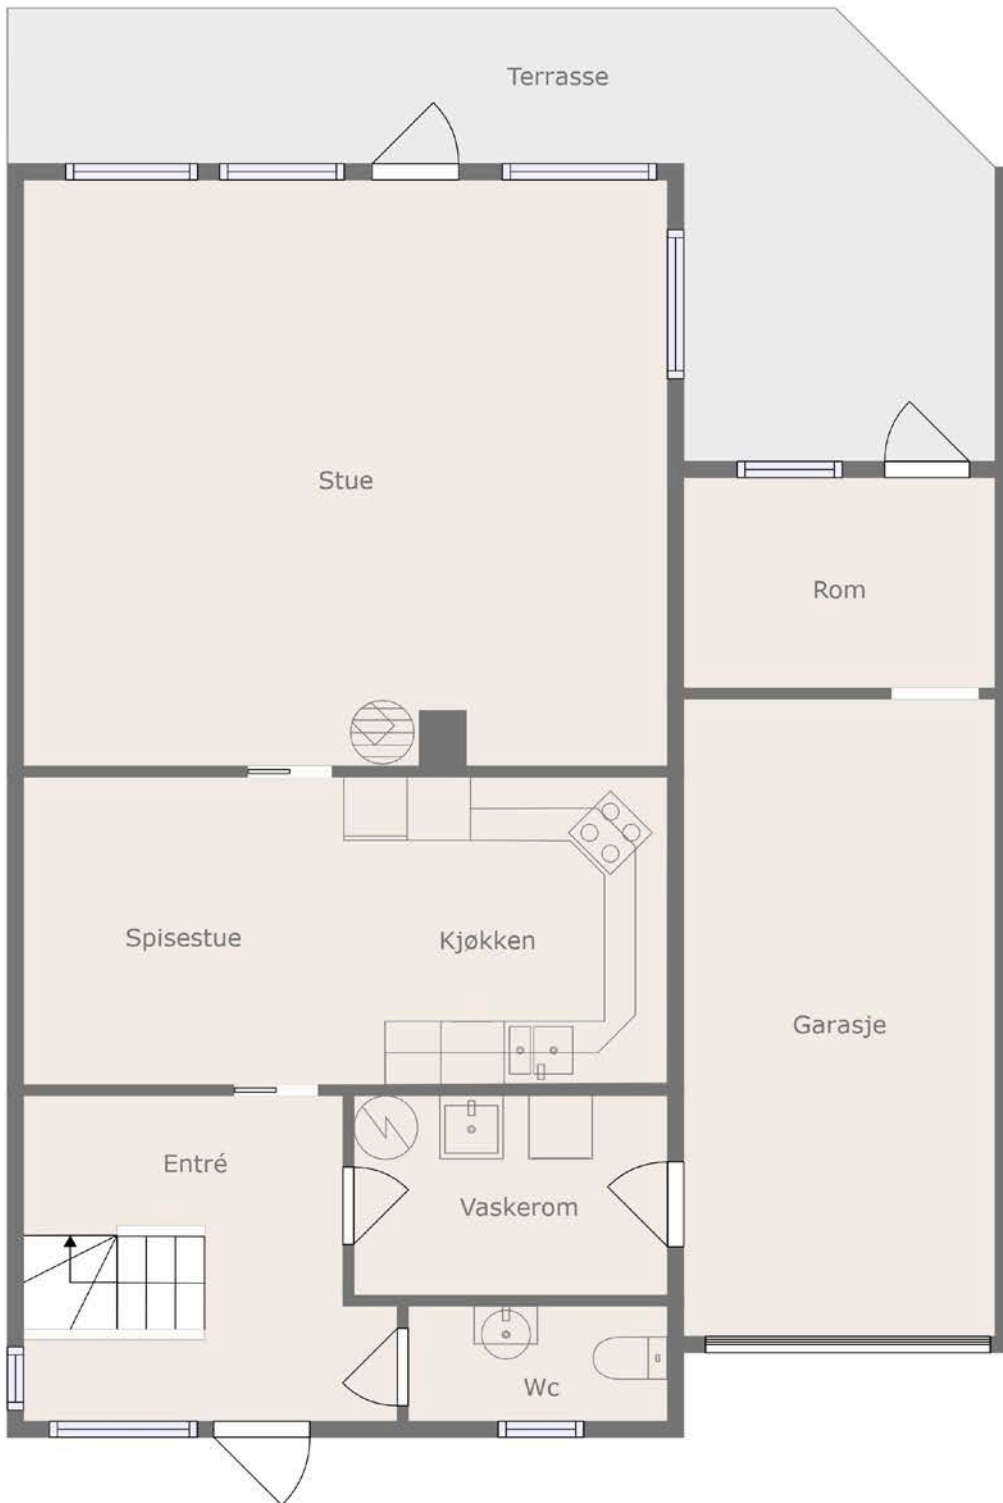 Terrasse
Stue
Rom
Spisestue
Kjøkken
Garasje
Entré
Vaskerom
Wc